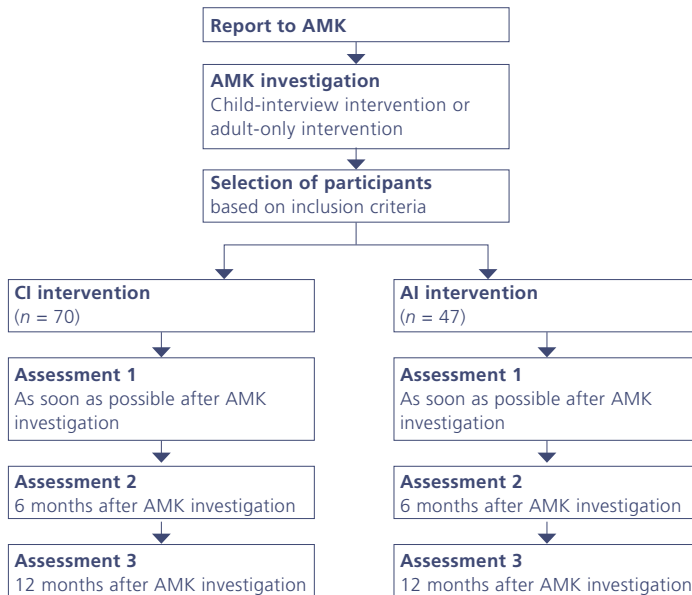 Report to AMK
AMK investigation
Child-interview intervention or
adult-only intervention
Selection of participants
based on inclusion criteria
CI intervention
(n = 70)
Assessment 1
As soon as possible after AMK
investigation
Assessment 2
6 months after AMK investigation
Assessment 3
12 months after AMK investigation
AI intervention
(n = 47)
Assessment 1
As soon as possible after AMK
investigation
Assessment 2
6 months after AMK investigation
Assessment 3
12 months after AMK investigation